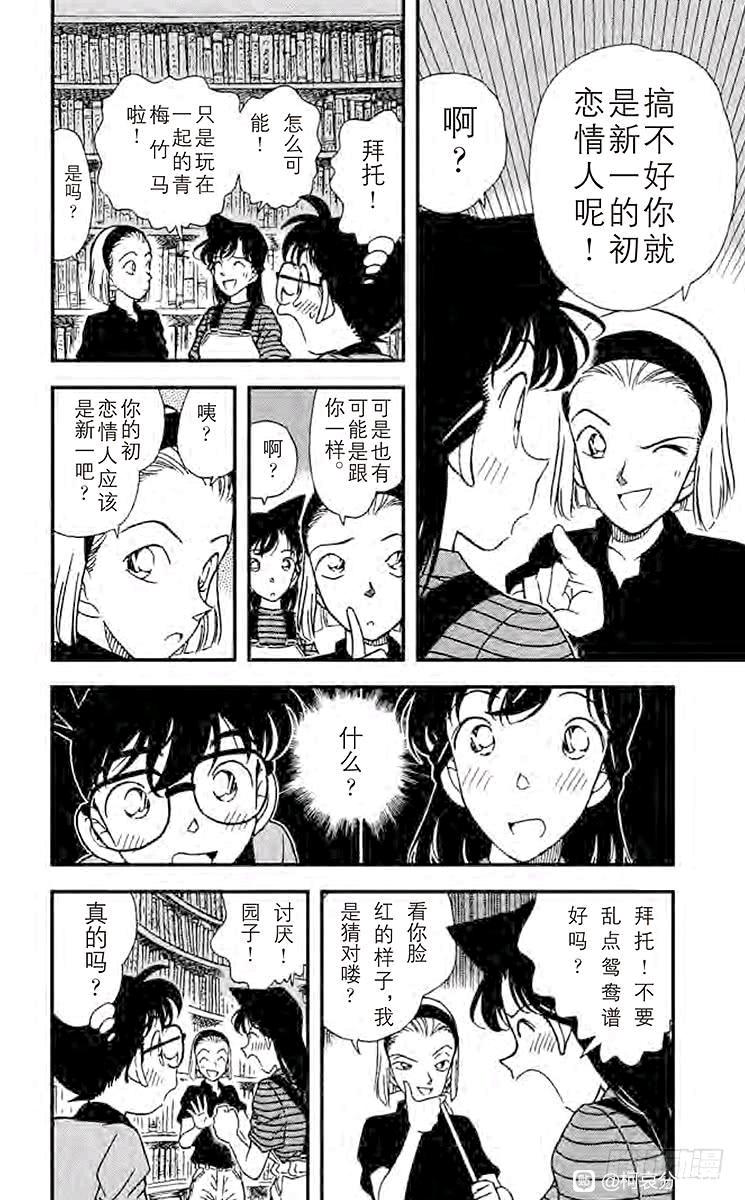 搞不好你就
是新一的初
恋情人呢！
啊？
拜托！
怎么可
能！
只是玩在
一起的青
梅竹马
啦！
是吗？
可是也有
可能是跟
你一样。
啊？
咦？
你的初
恋情人应该
是新一吧？
什么？
拜托！不要
乱点鸳鸯谱
好吗？
看你脸
红的样子，我
是猜对喽？
讨厌！
园子！
真的吗？
@柯哀分